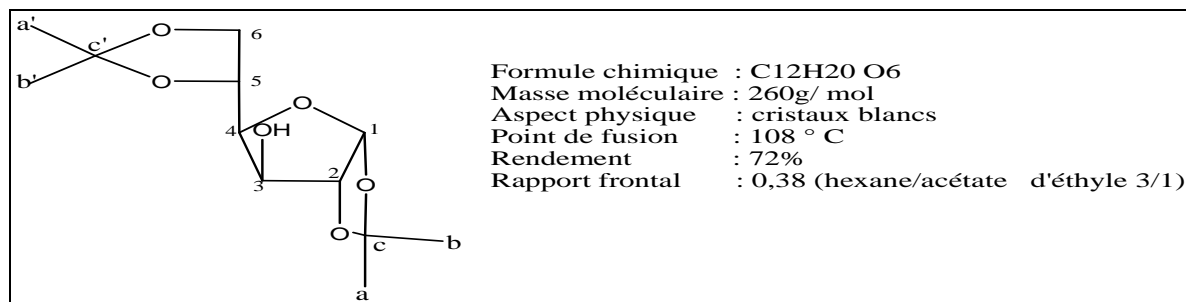 a'
O
6
c'
b'
O
5
O
4
OH
1
3
2
O
O
c
b
a
Formule chimique : C12H20 O6
Masse moléculaire : 260g/ mol
Aspect physique : cristaux blancs
Point de fusion : 108 ° C
Rendement : 72%
Rapport frontal : 0,38 (hexane/acétate d'éthyle 3/1)